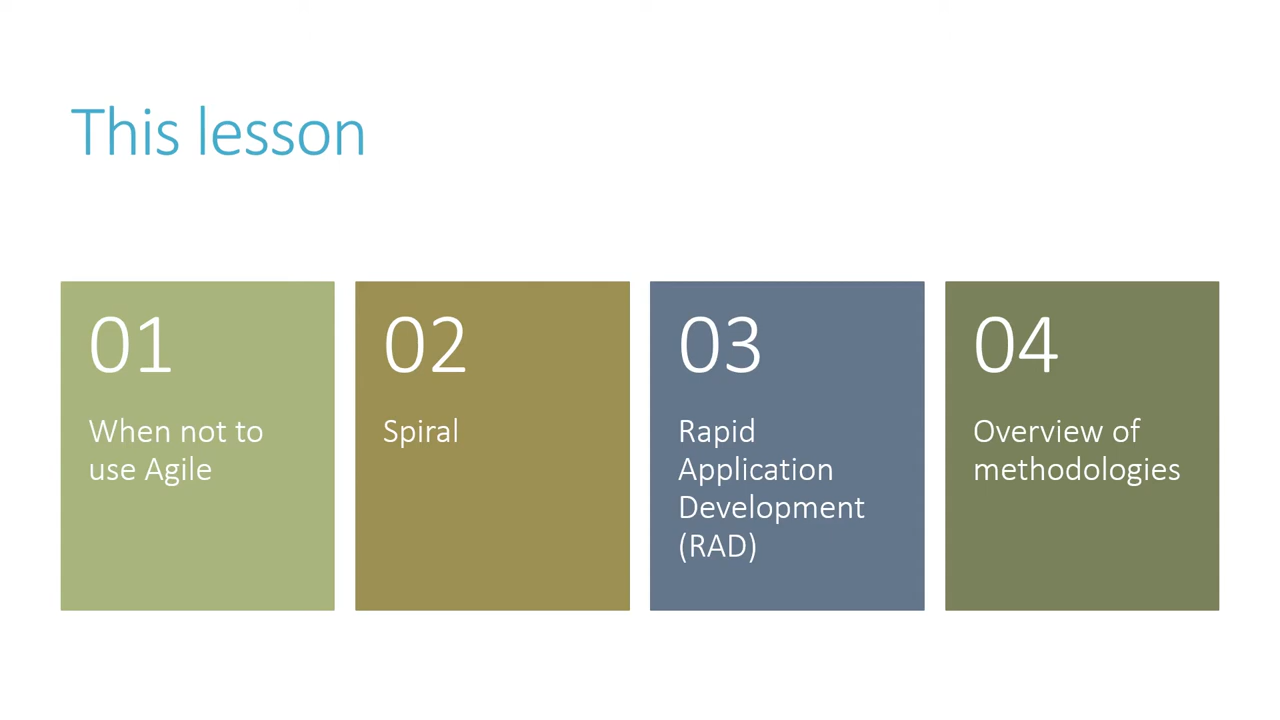 This lesson
01
When not to
use Agile
02
Spiral
03
Rapid
Application
Development
(RAD)
04
Overview of
methodologies